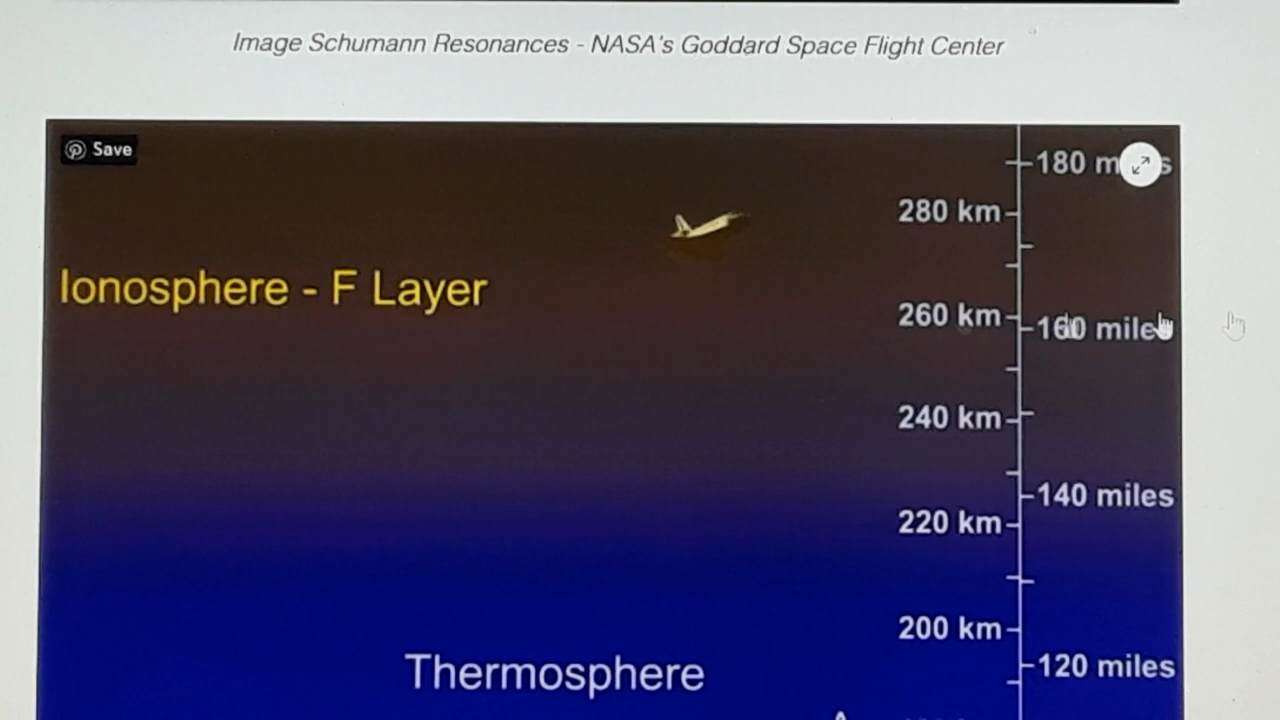 Image Schumann Resonances - NASA's Goddard Space Flight Center
Save
180
280 km
Ionosphere - F Layer
260 km
160 miles
240 km
140 miles
220 km
200 km
120 miles
Thermosphere